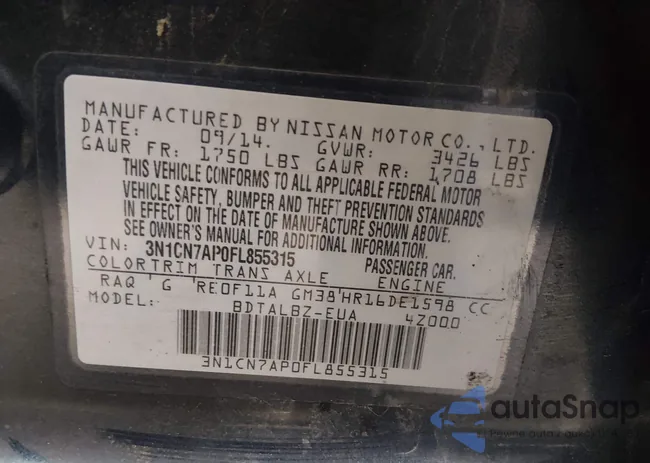 MANUFACTURED BY NISSAN MOTOR CO., LTD.
DATE: 09/14. GVWR: 3426 LBS
GAWR FR: 1750 LBS GAWR RR: 1708 LBS
THIS VEHICLE CONFORMS TO ALL APPLICABLE FEDERAL MOTOR
VEHICLE SAFETY, BUMPER AND THEFT PREVENTION STANDARDS
IN EFFECT ON THE DATE OF MANUFACTURE SHOWN ABOVE.
SEE OWNER'S MANUAL FOR ADDITIONAL INFORMATION.
VIN: 3N1CN7AP0FL855315 PASSENGER CAR.
COLOR TRIM TRANS AXLE ENGINE
RAQ ' G 'RE0F11A GM38'HR16DE1598 CC
MODEL: BDTALBZ-EUA 4Z000
3N1CN7AP0FL855315
autaSnap